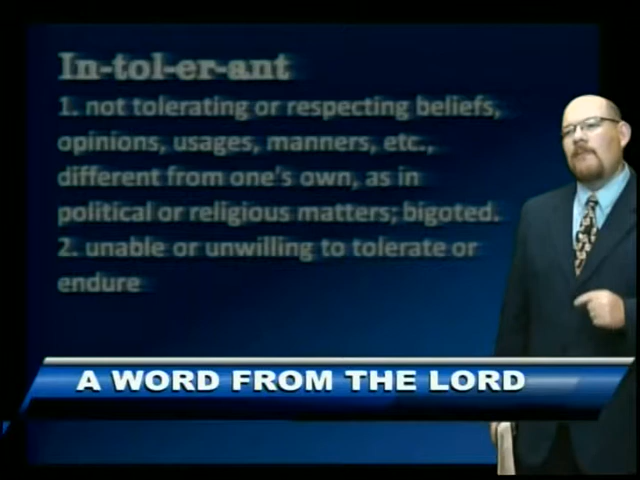 In-tol-er-ant
1. not tolerating or respecting beliefs,
opinions, usages, manners, etc.,
different from one's own, as in
political or religious matters; bigoted.
2. unable or unwilling to tolerate or
endure
A WORD FROM THE LORD